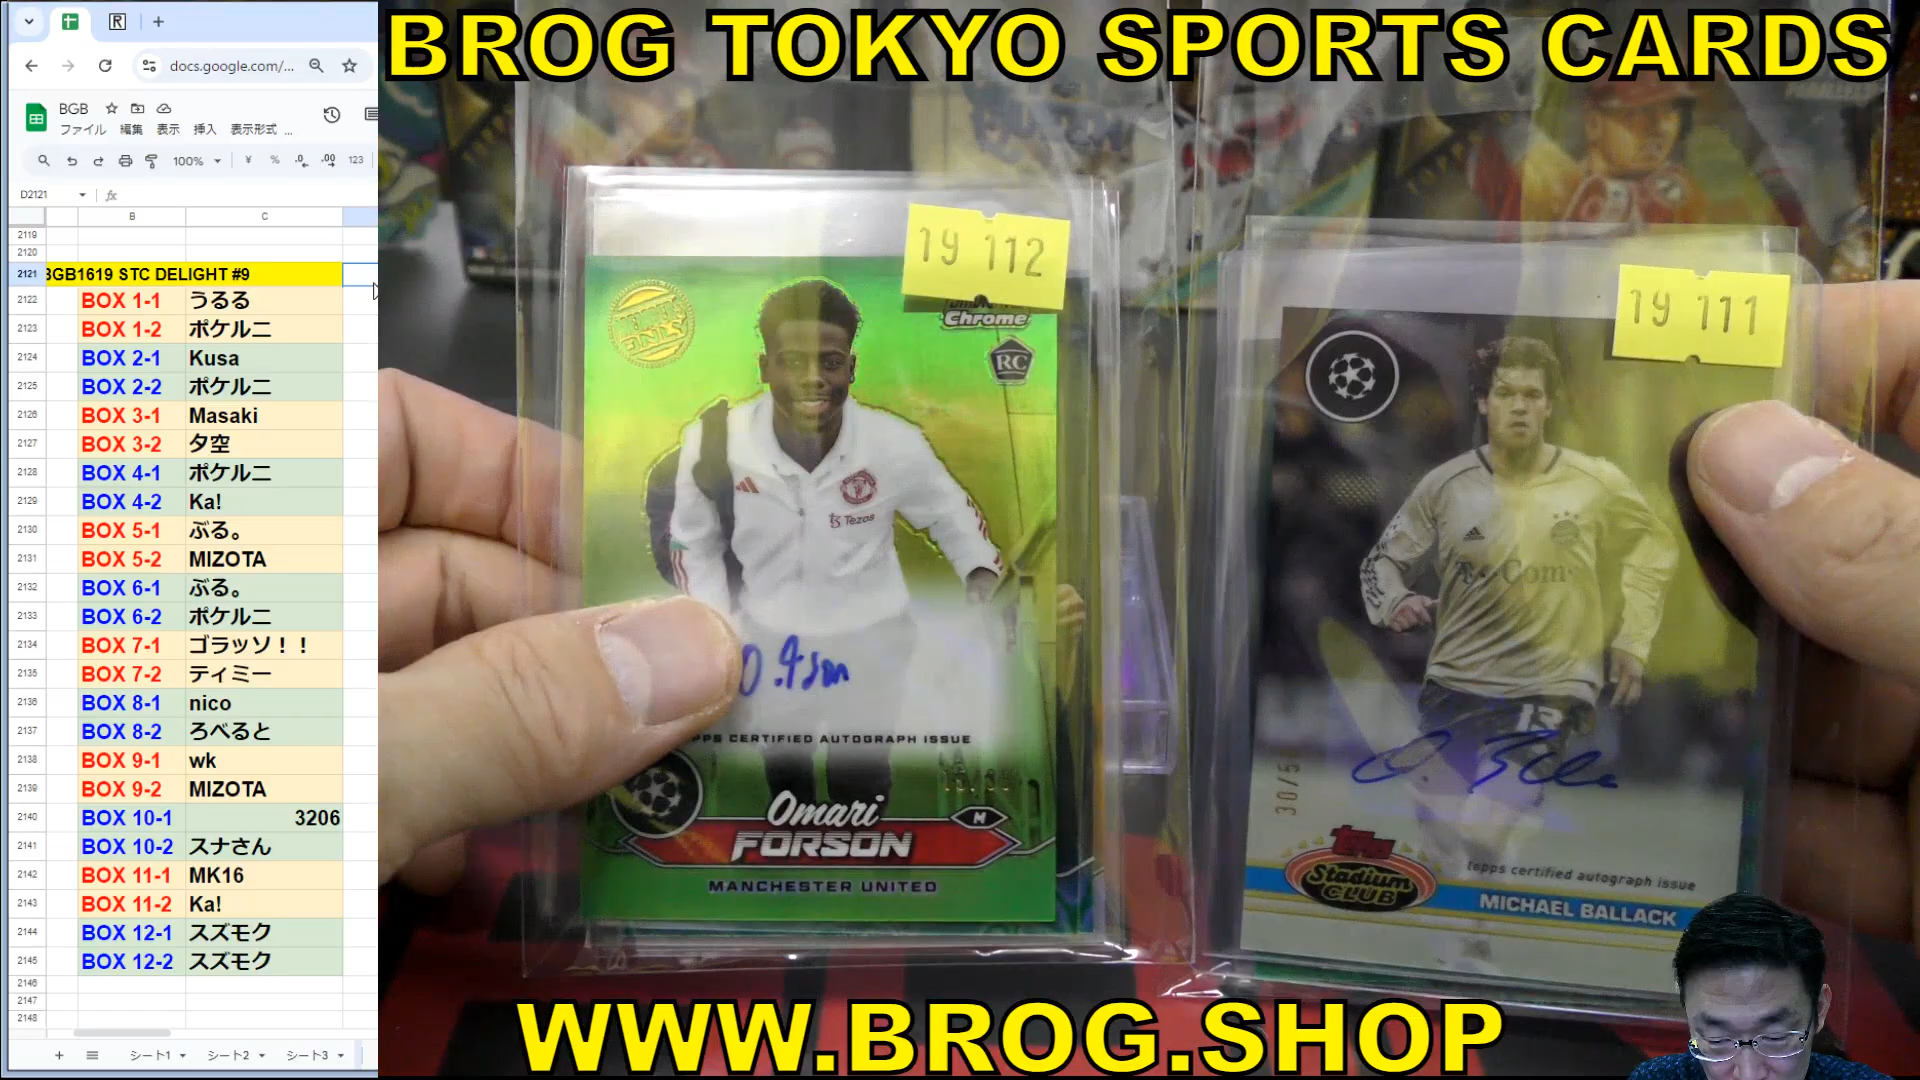 BROG TOKYO SPORTS CARDS
docs.google.com/...
BGB
ファイル 編集 表示 挿入 表示形式 ...
100% ¥ % .0 .00 123
D2121 fx
B C
2119
2120
2121 BGB1619 STC DELIGHT #9
2122 BOX 1-1 うるる
2123 BOX 1-2 ポケルニ
2124 BOX 2-1 Kusa
2125 BOX 2-2 ポケルニ
2126 BOX 3-1 Masaki
2127 BOX 3-2 夕空
2128 BOX 4-1 ポケルニ
2129 BOX 4-2 Ka!
2130 BOX 5-1 ぶる。
2131 BOX 5-2 MIZOTA
2132 BOX 6-1 ぶる。
2133 BOX 6-2 ポケルニ
2134 BOX 7-1 ゴラッソ！！
2135 BOX 7-2 ティミー
2136 BOX 8-1 nico
2137 BOX 8-2 ろべると
2138 BOX 9-1 wk
2139 BOX 9-2 MIZOTA
2140 BOX 10-1 3206
2141 BOX 10-2 スナさん
2142 BOX 11-1 MK16
2143 BOX 11-2 Ka!
2144 BOX 12-1 スズモク
2145 BOX 12-2 スズモク
2146
2147
2148
シート1 シート2 シート3
19 112
Chrome
RC
Tezos
PPS CERTIFIED AUTOGRAPH ISSUE
Omari
FORSON
M
MANCHESTER UNITED
19 111
T · Com
13
30/5
topps
Stadium
CLUB
topps certified autograph issue
MICHAEL BALLACK
WWW.BROG.SHOP